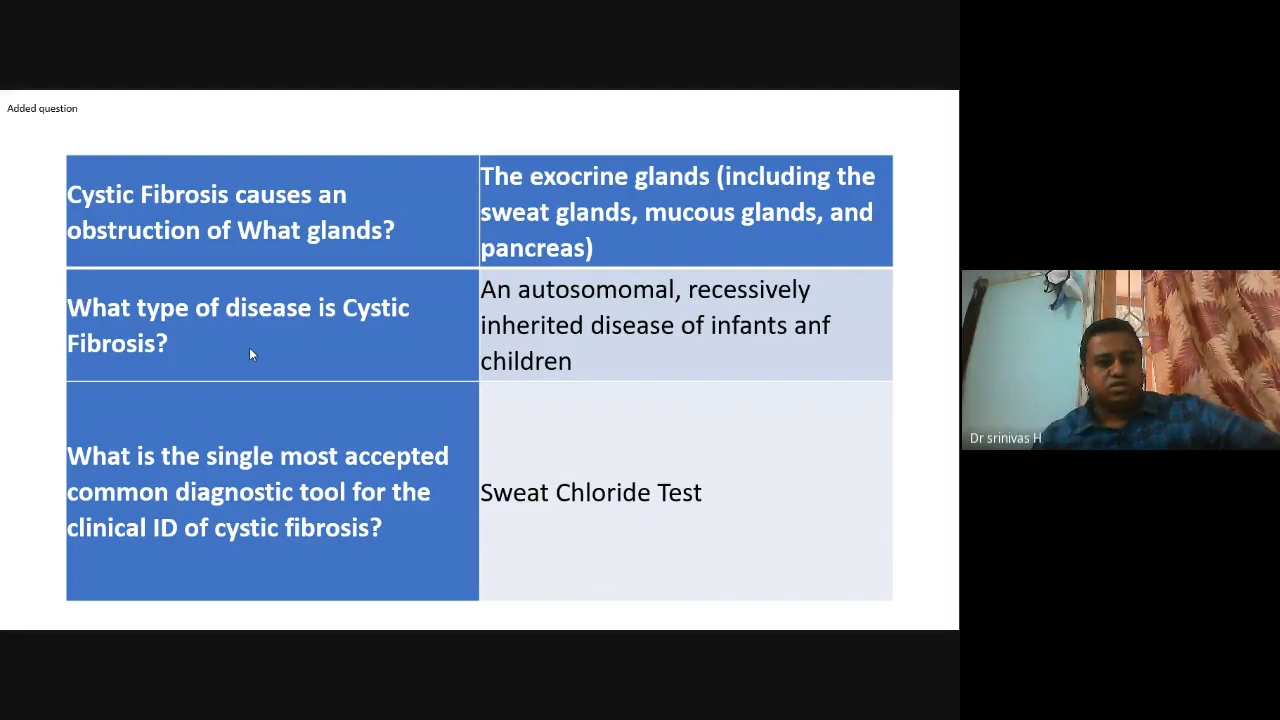 Added question
Cystic Fibrosis causes an
obstruction of What glands?
The exocrine glands (including the
sweat glands, mucous glands, and
pancreas)
What type of disease is Cystic
Fibrosis?
An autosomomal, recessively
inherited disease of infants anf
children
What is the single most accepted
common diagnostic tool for the
clinical ID of cystic fibrosis?
Sweat Chloride Test
Dr srinivas H